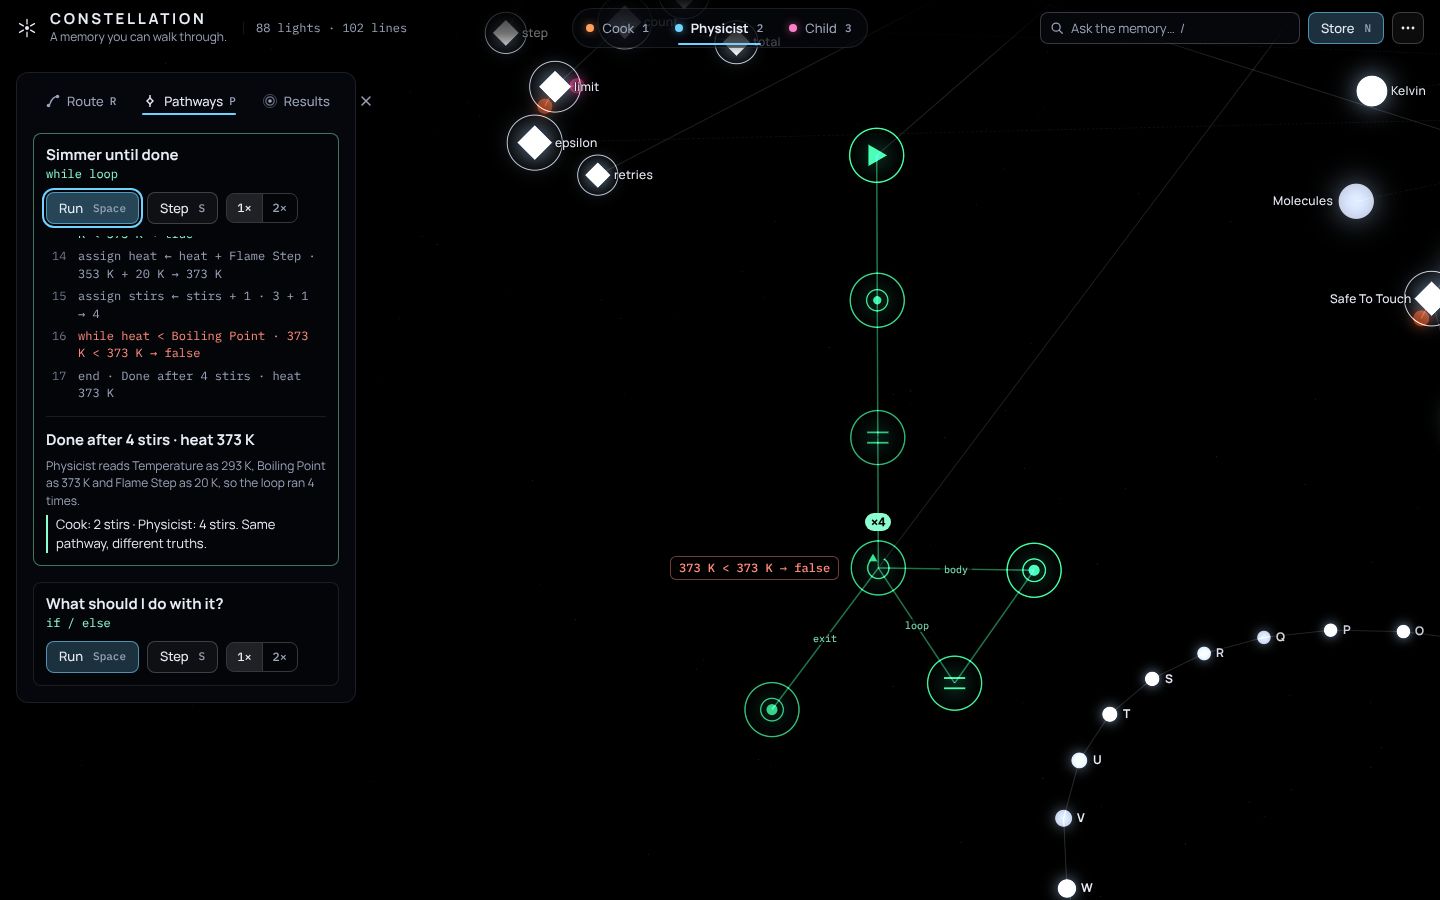 CONSTELLATION
A memory you can walk through.
88 lights · 102 lines
step
count
total
Cook 1
Physicist 2
Child 3
Ask the memory... /
Store N
Route R
Pathways P
Results
limit
epsilon
retries
Kelvin
Molecules
Safe To Touch
Simmer until done
while loop
Run Space
Step S
1×
2×
K < 373 K → true
14 assign heat ← heat + Flame Step ·
353 K + 20 K → 373 K
15 assign stirs ← stirs + 1 · 3 + 1
→ 4
16 while heat < Boiling Point · 373
K < 373 K → false
17 end · Done after 4 stirs · heat
373 K
Done after 4 stirs · heat 373 K
Physicist reads Temperature as 293 K, Boiling Point
as 373 K and Flame Step as 20 K, so the loop ran 4
times.
Cook: 2 stirs · Physicist: 4 stirs. Same
pathway, different truths.
What should I do with it?
if / else
Run Space
Step S
1×
2×
×4
373 K < 373 K → false
body
loop
exit
O
P
Q
R
S
T
U
V
W